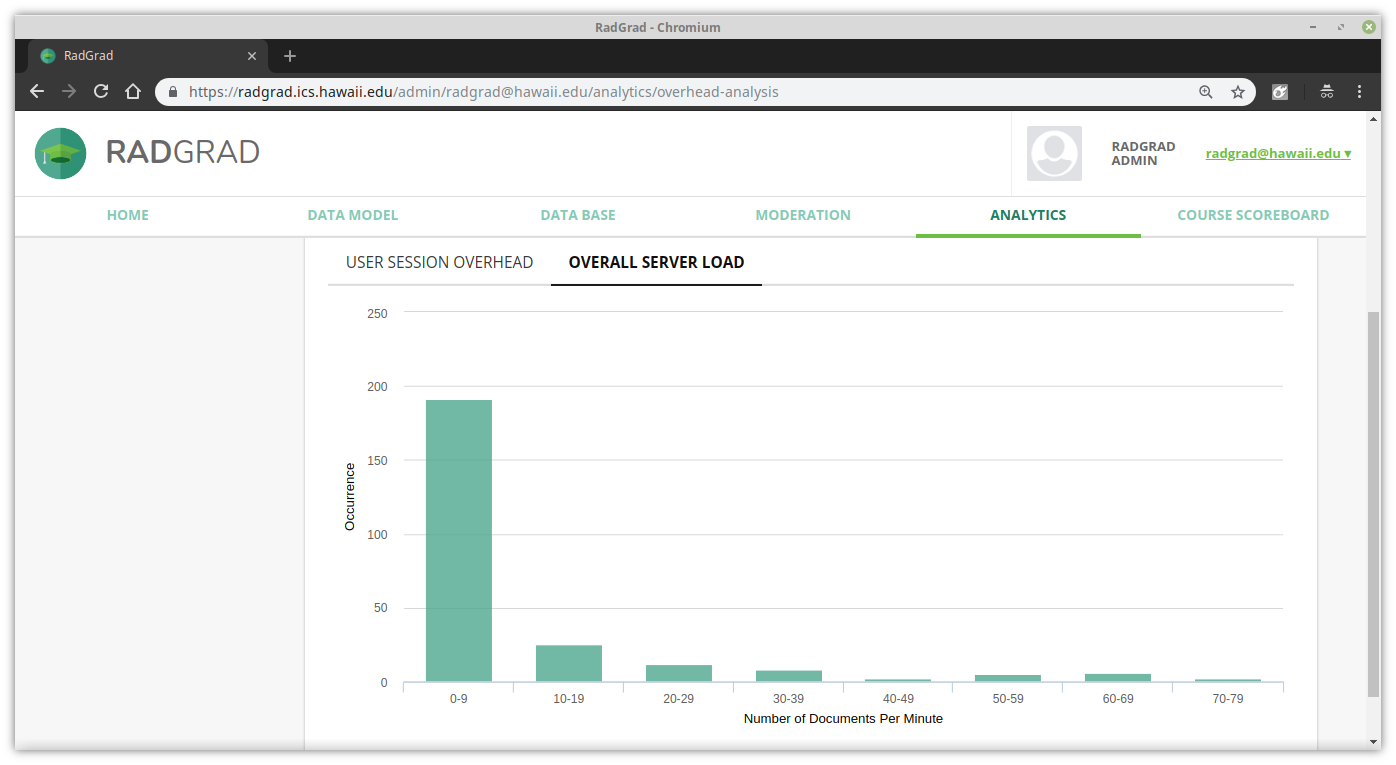 RadGrad - Chromium
RadGrad
https://radgrad.ics.hawaii.edu/admin/radgrad@hawaii.edu/analytics/overhead-analysis
RADGRAD
RADGRAD ADMIN
radgrad@hawaii.edu ▾
HOME DATA MODEL DATA BASE MODERATION ANALYTICS COURSE SCOREBOARD
USER SESSION OVERHEAD OVERALL SERVER LOAD
250
200
150
100
50
0
Occurrence
0-9 10-19 20-29 30-39 40-49 50-59 60-69 70-79
Number of Documents Per Minute